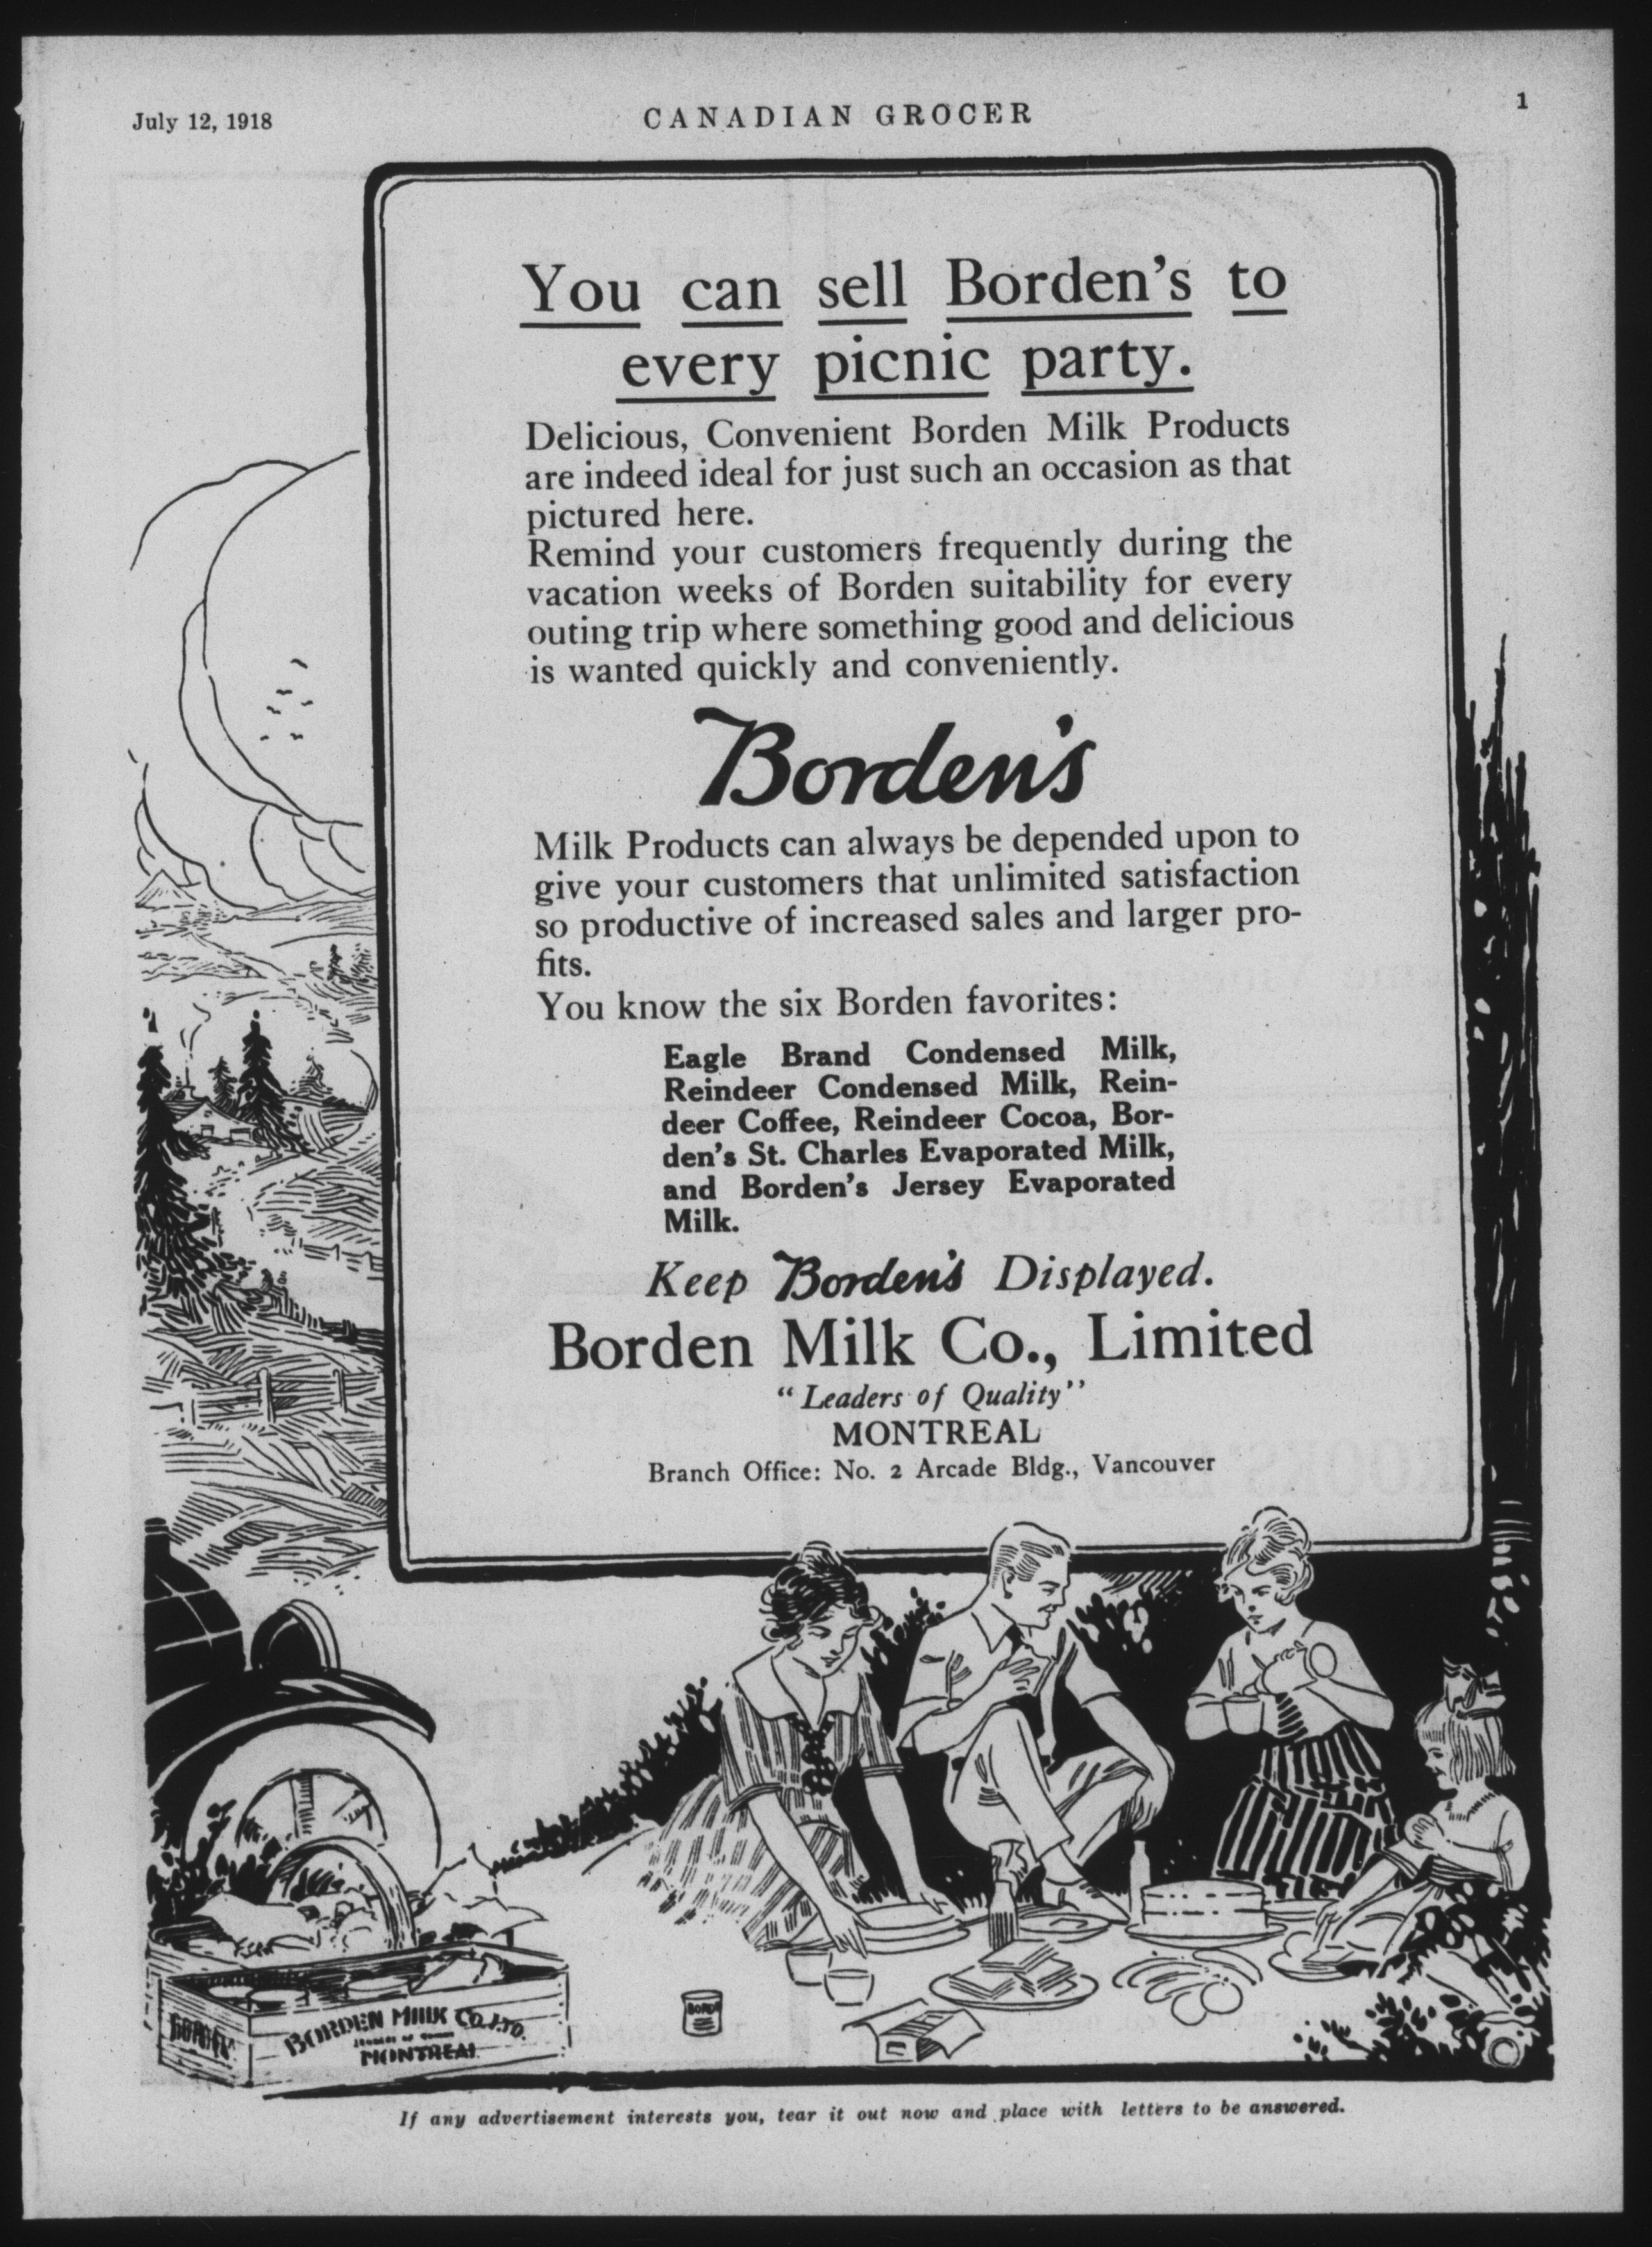 July 12, 1918
CANADIAN GROCER
1
You can sell Borden's to
every picnic party.
Delicious, Convenient Borden Milk Products
are indeed ideal for just such an occasion as that
pictured here.
Remind your customers frequently during the
vacation weeks of Borden suitability for every
outing trip where something good and delicious
is wanted quickly and conveniently.
Borden's
Milk Products can always be depended upon to
give your customers that unlimited satisfaction
so productive of increased sales and larger pro-
fits.
You know the six Borden favorites:
Eagle Brand Condensed Milk,
Reindeer Condensed Milk, Rein-
deer Coffee, Reindeer Cocoa, Bor-
den's St. Charles Evaporated Milk,
and Borden's Jersey Evaporated
Milk.
Keep Borden's Displayed.
Borden Milk Co., Limited
"Leaders of Quality"
MONTREAL
Branch Office: No. 2 Arcade Bldg., Vancouver
BORDEN MILK CO. LTD.
MONTREAL
If any advertisement interests you, tear it out now and place with letters to be answered.